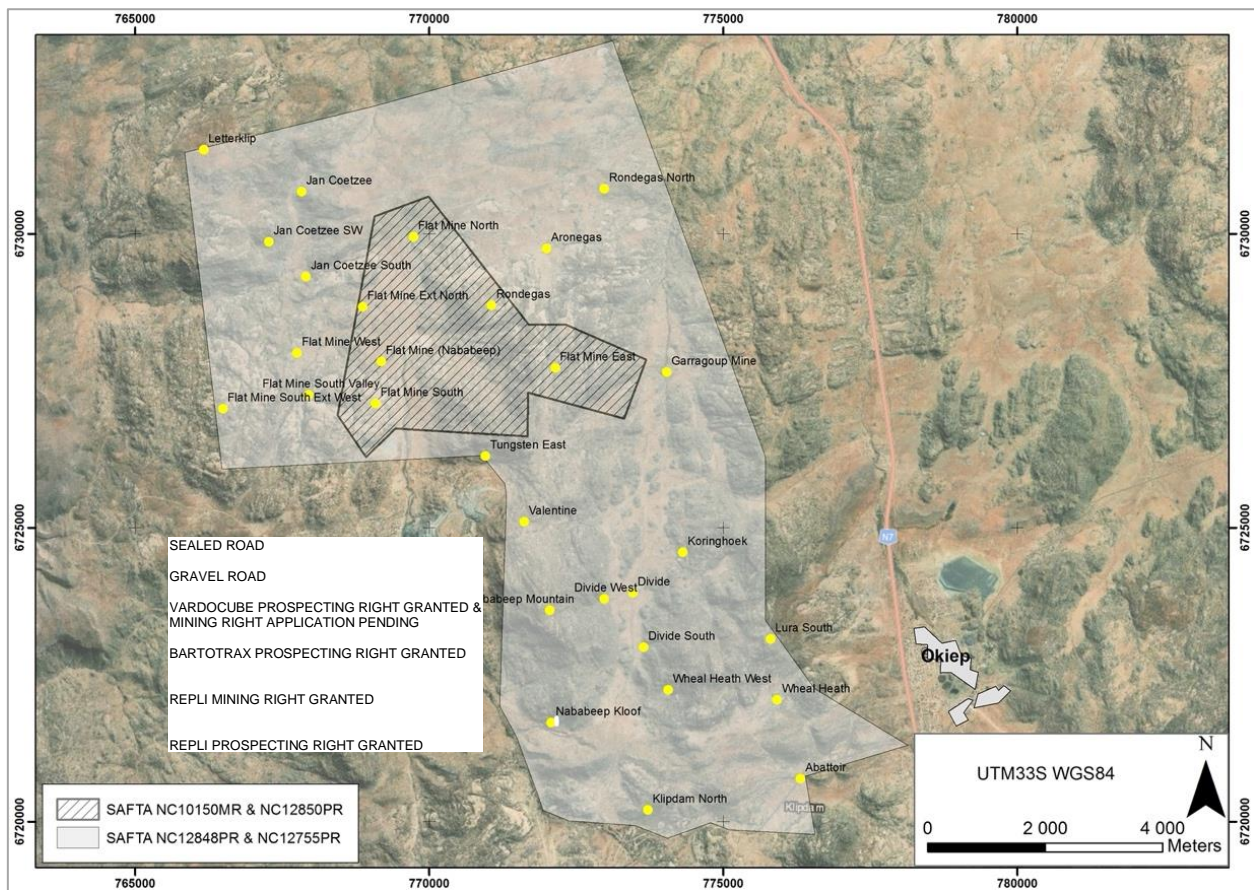 765000
770000
775000
780000
6730000
6730000
6725000
6725000
6720000
6720000
Letterklip
Jan Coetzee
Rondegas North
Jan Coetzee SW
Flat Mine North
Aronegas
Jan Coetzee South
Flat Mine Ext North
Rondegas
Flat Mine West
Flat Mine (Nababeep)
Flat Mine East
Garragoup Mine
Flat Mine South Valley
Flat Mine South Ext West
Flat Mine South
Tungsten East
Valentine
Koringhoek
N7
Divide West
Divide
babeep Mountain
Divide South
Lura South
Okiep
Wheal Heath West
Wheal Heath
Nababeep Kloof
Abattoir
Klipdam
Klipdam North
SEALED ROAD
GRAVEL ROAD
VARDOCUBE PROSPECTING RIGHT GRANTED &
MINING RIGHT APPLICATION PENDING
BARTOTRAX PROSPECTING RIGHT GRANTED
REPLI MINING RIGHT GRANTED
REPLI PROSPECTING RIGHT GRANTED
SAFTA NC10150MR & NC12850PR
SAFTA NC12848PR & NC12755PR
UTM33S WGS84
N
0
2 000
4 000
Meters
765000
770000
775000
780000